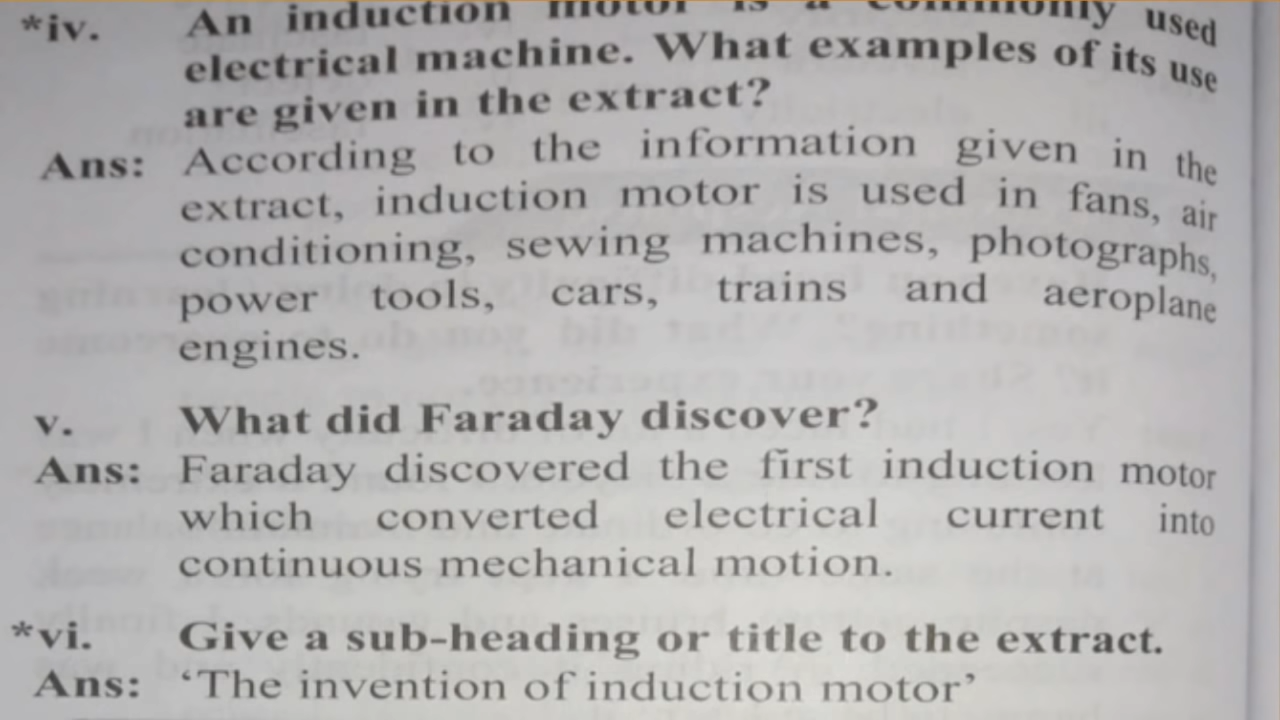 *iv. An induction motor is a commonly used
electrical machine. What examples of its use
are given in the extract?
Ans: According to the information given in the
extract, induction motor is used in fans, air
conditioning, sewing machines, photographs,
power tools, cars, trains and aeroplane
engines.
v. What did Faraday discover?
Ans: Faraday discovered the first induction motor
which converted electrical current into
continuous mechanical motion.
*vi. Give a sub-heading or title to the extract.
Ans: ‘The invention of induction motor’